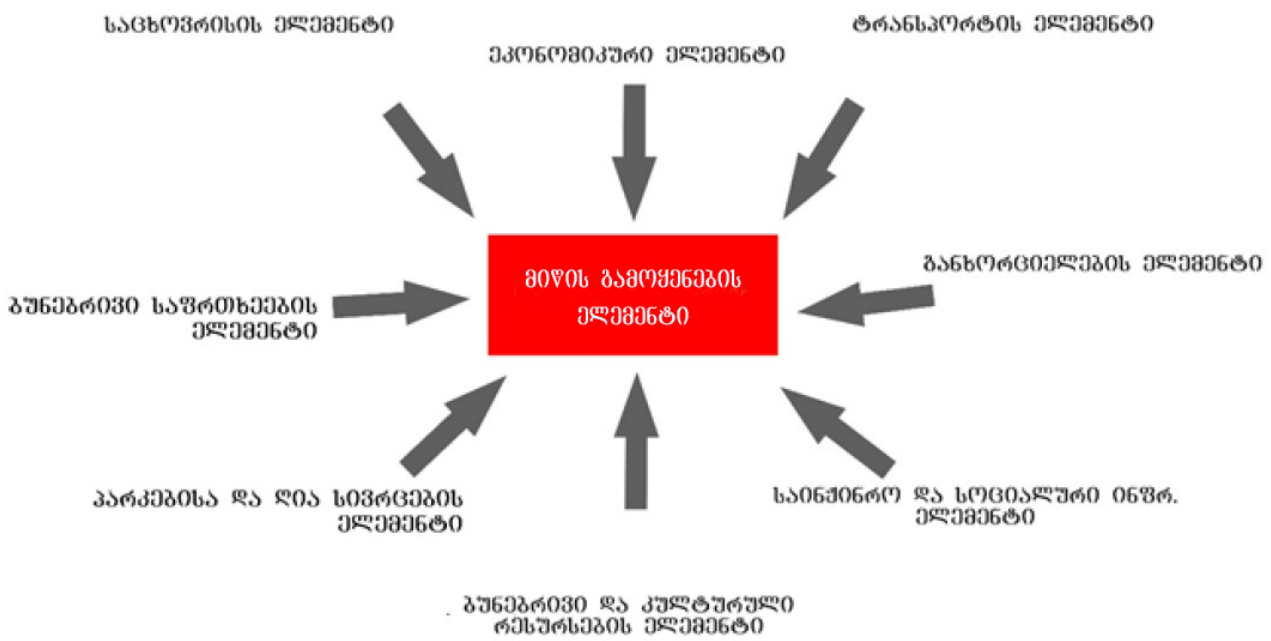 საცხოვრისის ელემენტი
ეკონომიკური ელემენტი
ტრანსპორტის ელემენტი
მიწის გამოყენების
ელემენტი
განხორციელების ელემენტი
ბუნებრივი საფრთხეების
ელემენტი
პარკებისა და ღია სივრცების
ელემენტი
საინჟინრო და სოციალური ინფრ.
ელემენტი
ბუნებრივი და კულტურული
რესურსების ელემენტი